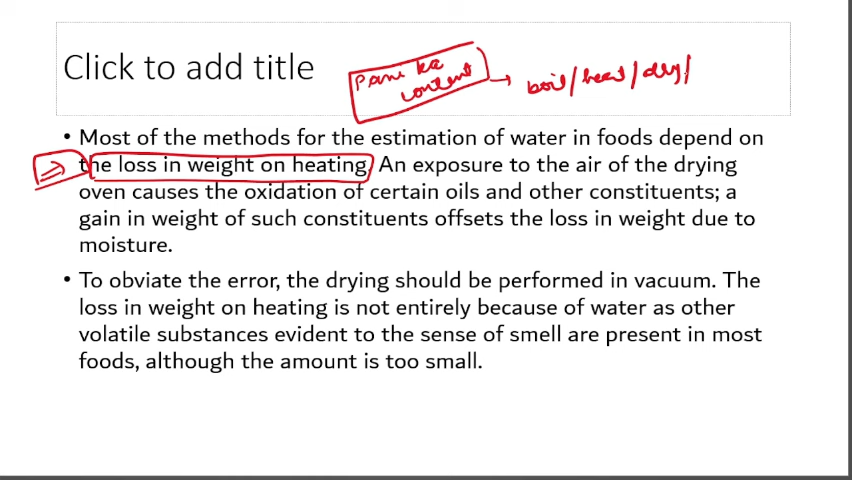 Click to add title
Pani ka
content
boil/heat/dry/
• Most of the methods for the estimation of water in foods depend on
the loss in weight on heating. An exposure to the air of the drying
oven causes the oxidation of certain oils and other constituents; a
gain in weight of such constituents offsets the loss in weight due to
moisture.
• To obviate the error, the drying should be performed in vacuum. The
loss in weight on heating is not entirely because of water as other
volatile substances evident to the sense of smell are present in most
foods, although the amount is too small.